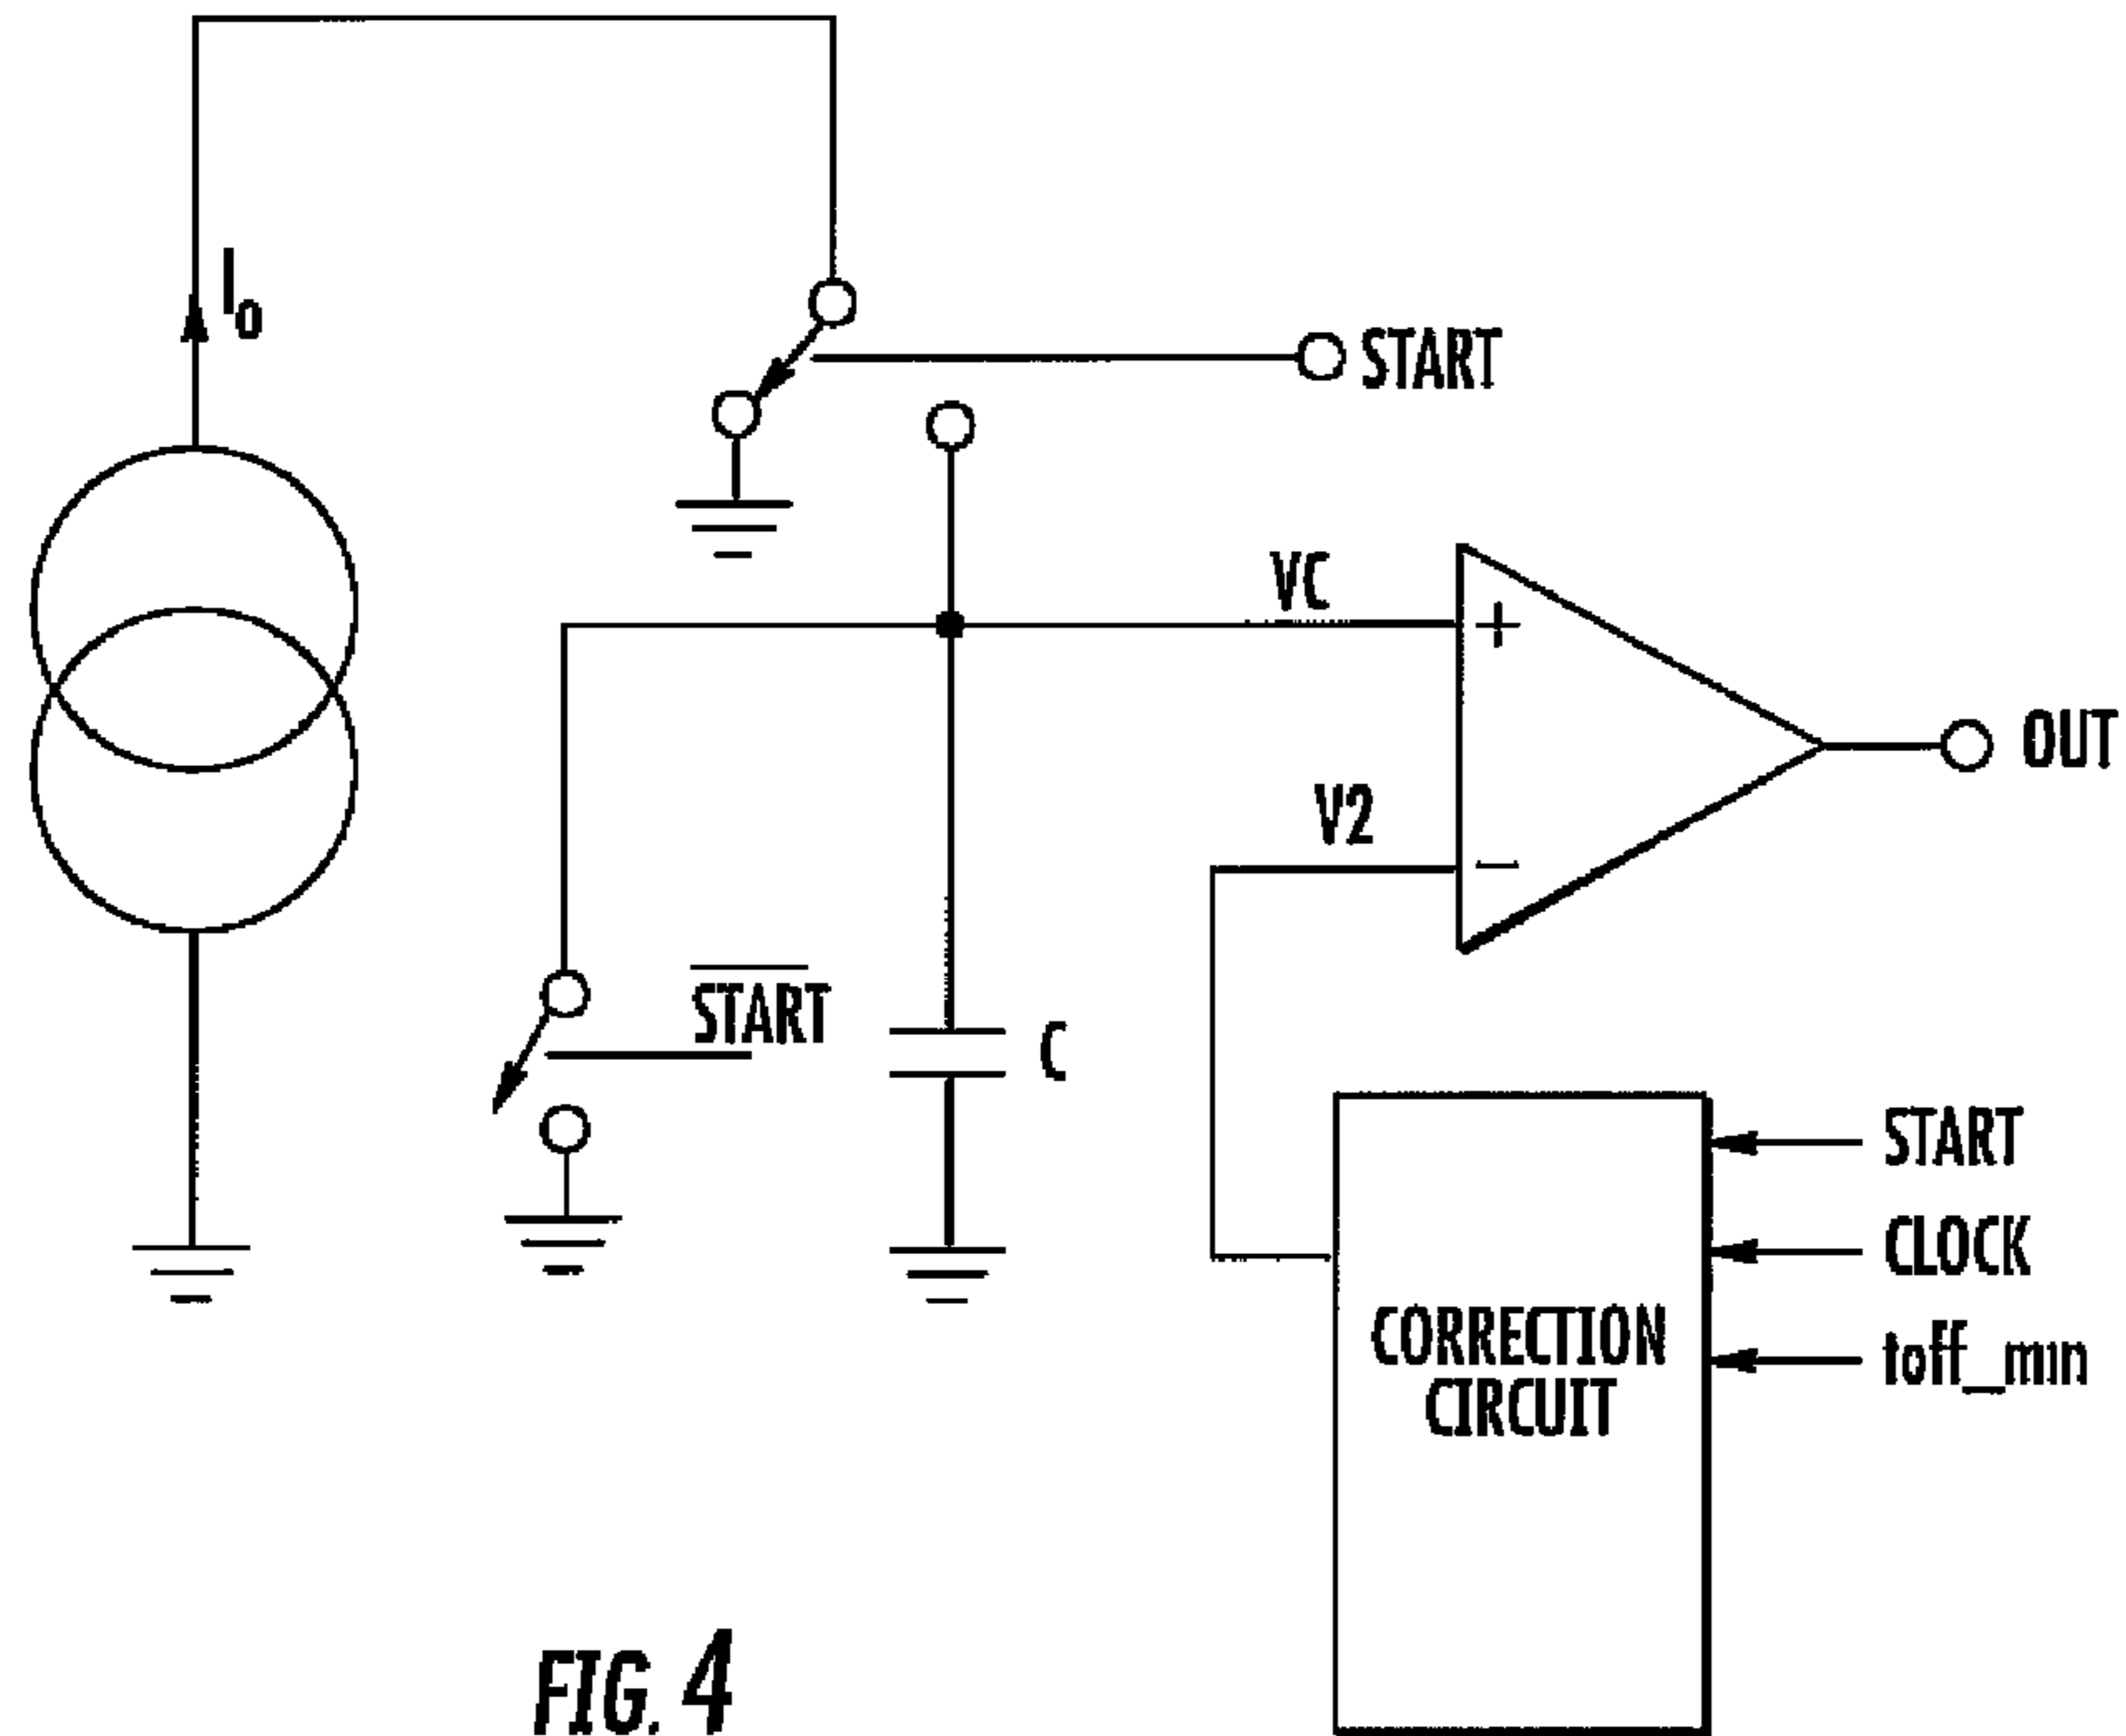 I0
START
VC
+
OUT
V2
−
START
C
START
CLOCK
toff_min
CORRECTION
CIRCUIT
FIG. 4